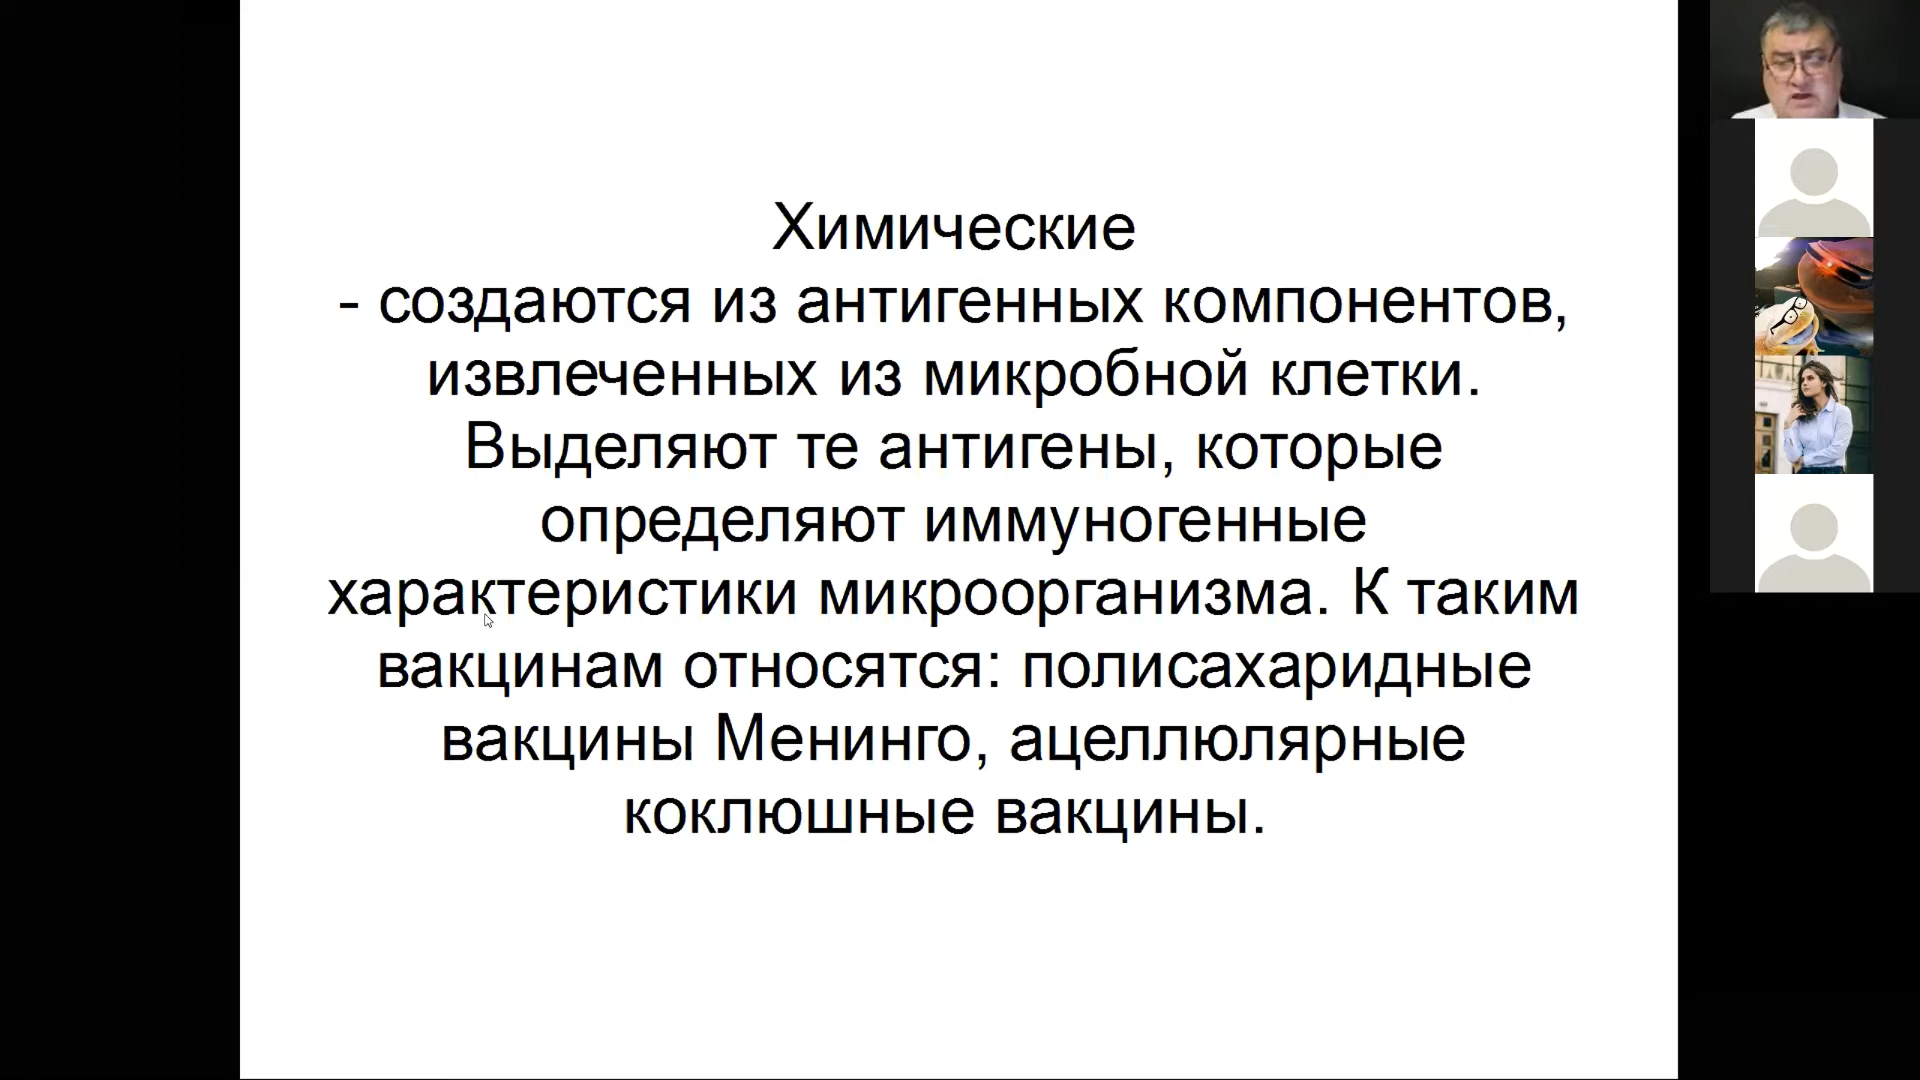 Химические
- создаются из антигенных компонентов,
извлеченных из микробной клетки.
Выделяют те антигены, которые
определяют иммуногенные
характеристики микроорганизма. К таким
вакцинам относятся: полисахаридные
вакцины Менинго, ацеллюлярные
коклюшные вакцины.